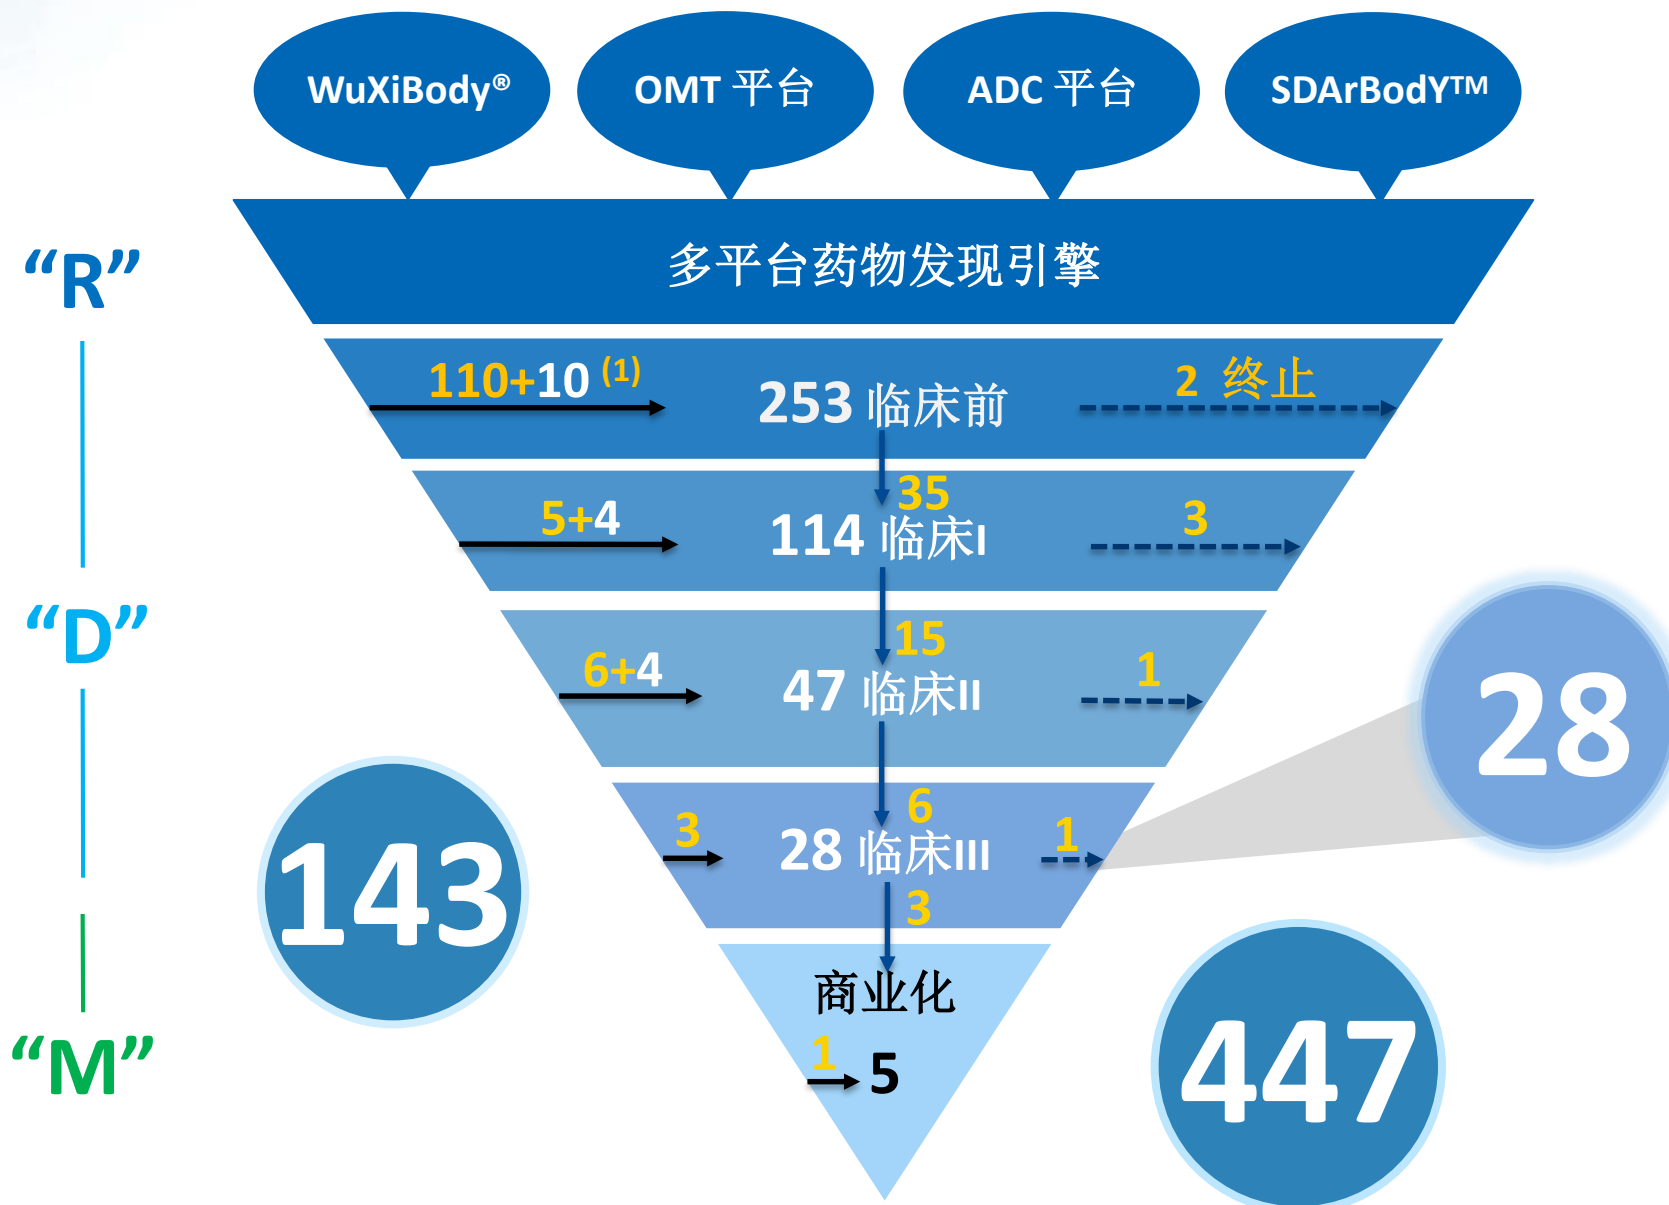 WuXiBody®
OMT 平台
ADC 平台
SDArBodY™
“R”
多平台药物发现引擎
110+10 (1)
253 临床前
2 终止
35
5+4
114 临床I
3
“D”
15
6+4
47 临床II
1
28
6
3
28 临床III
1
143
3
商业化
447
“M”
1
5